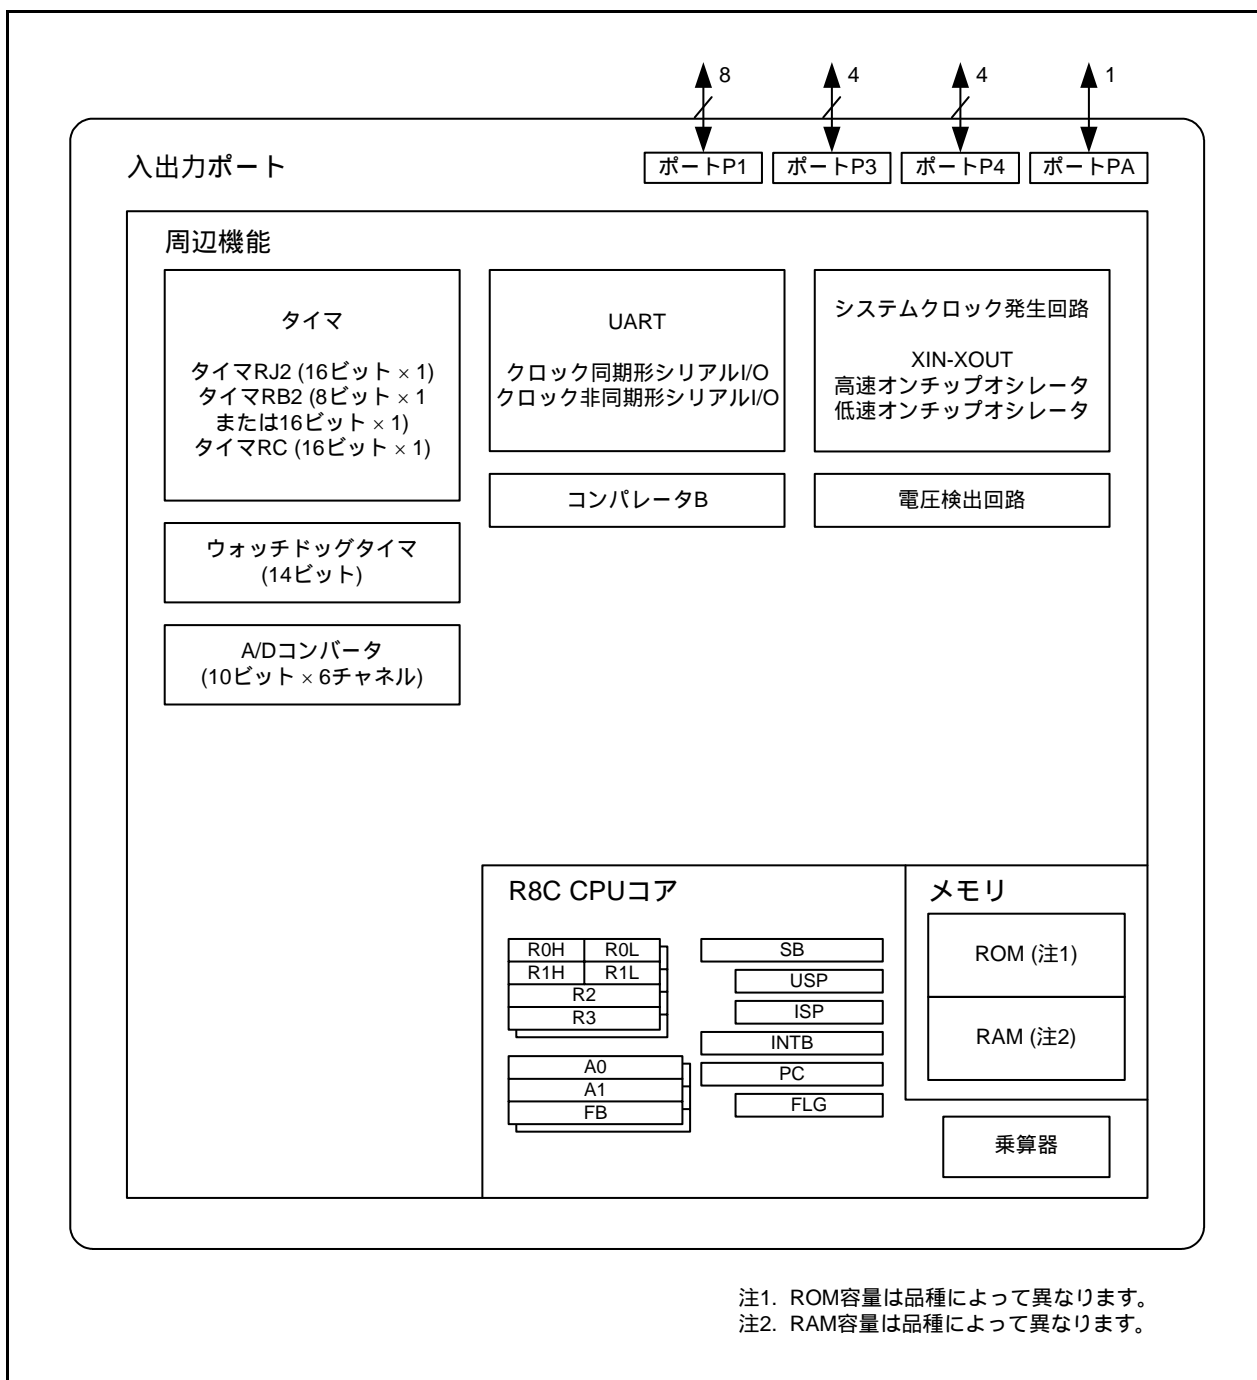 8
4
4
1
入出力ポート
ポートP1
ポートP3
ポートP4
ポートPA
周辺機能
タイマ
タイマRJ2 (16ビット × 1)
タイマRB2 (8ビット × 1
または16ビット × 1)
タイマRC (16ビット × 1)
UART
クロック同期形シリアルI/O
クロック非同期形シリアルI/O
システムクロック発生回路
XIN-XOUT
高速オンチップオシレータ
低速オンチップオシレータ
コンパレータB
電圧検出回路
ウォッチドッグタイマ
(14ビット)
A/Dコンバータ
(10ビット × 6チャネル)
R8C CPUコア
R0H
R0L
R1H
R1L
R2
R3
A0
A1
FB
SB
USP
ISP
INTB
PC
FLG
メモリ
ROM (注1)
RAM (注2)
乗算器
注1. ROM容量は品種によって異なります。
注2. RAM容量は品種によって異なります。